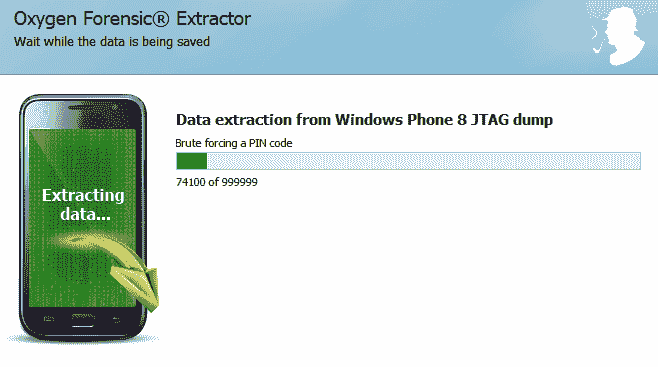 Oxygen Forensic® Extractor
Wait while the data is being saved
Data extraction from Windows Phone 8 JTAG dump
Brute forcing a PIN code
74100 of 999999
Extracting
data...